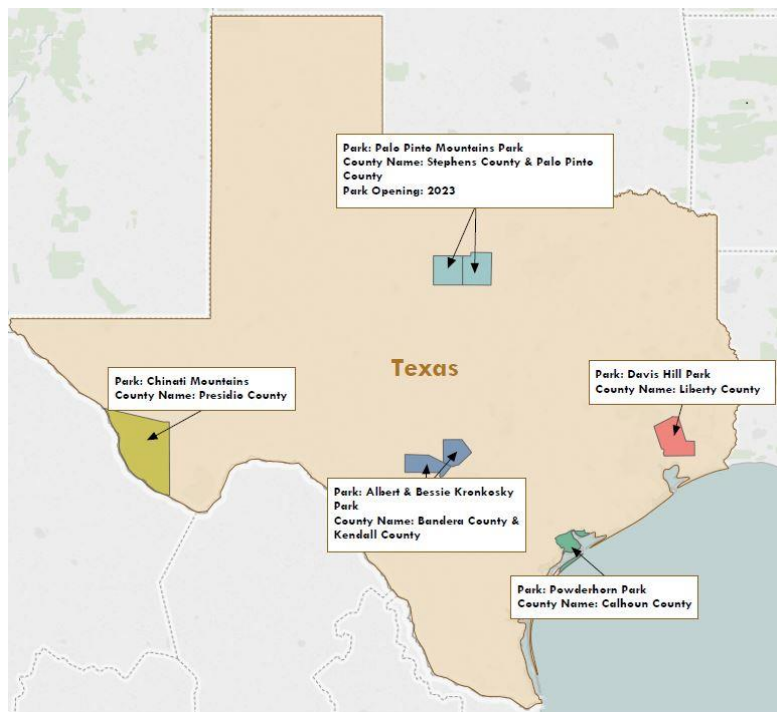 Park: Palo Pinto Mountains Park
County Name: Stephens County & Palo Pinto
County
Park Opening: 2023
Texas
Park: Chinati Mountains
County Name: Presidio County
Park: Davis Hill Park
County Name: Liberty County
Park: Albert & Bessie Kronkosky
Park
County Name: Bandera County &
Kendall County
Park: Powderhorn Park
County Name: Calhoun County